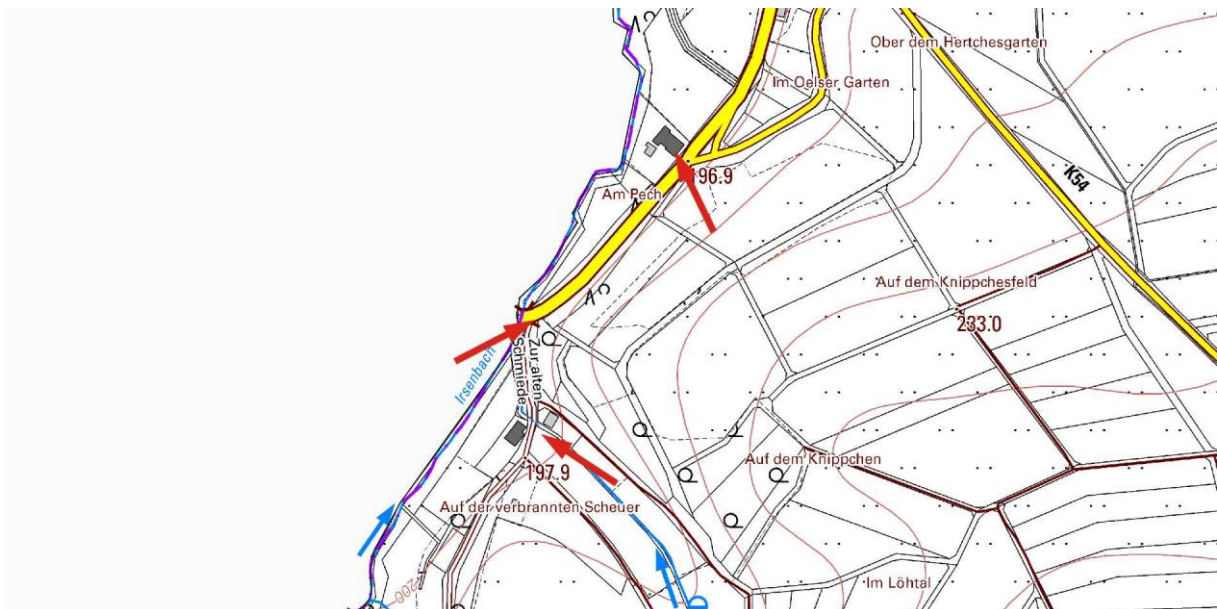 Ober dem Hertchesgarten
Im Oelser Garten
K54
196.9
Am Pech
Auf dem Knippchesfeld
233.0
Irsenbach
Zur alten
Schmiede
Auf dem Knippchen
197.9
Auf der verbrannten Scheuer
Im Löhtal
200